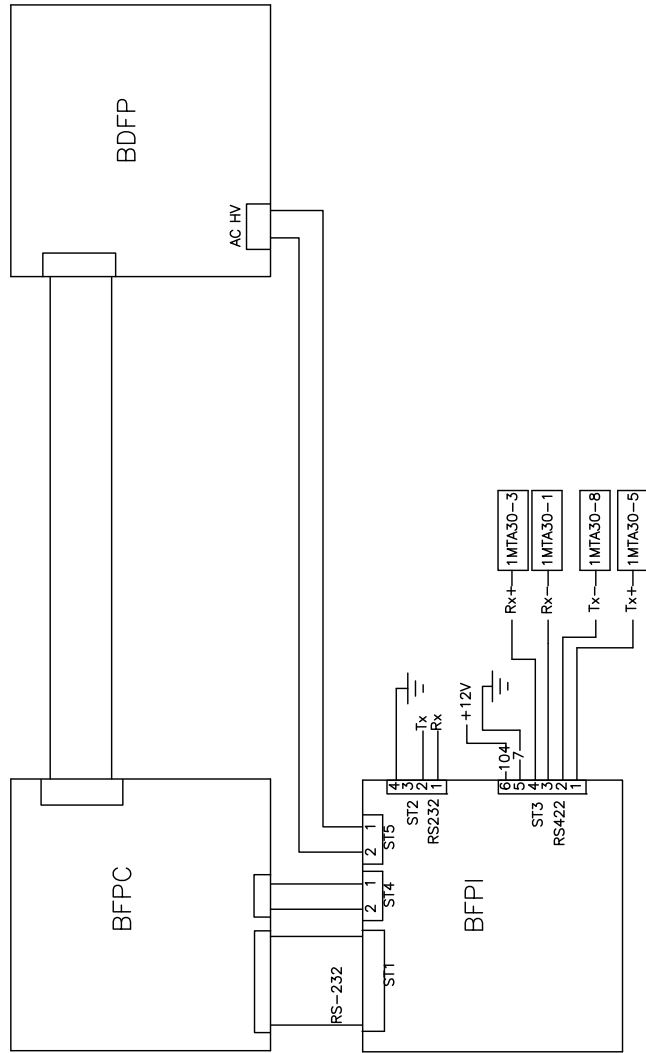 BDFP
AC HV
BFPC
RS-232
ST1
2 1
ST4
2 1
ST5
BFPI
4
3
2
1
ST2
RS232
Tx
Rx
+12V
6
5
4
3
2
1
104
7
ST3
RS422
Rx+
1MTA30-3
Rx-
1MTA30-1
Tx-
1MTA30-8
Tx+
1MTA30-5